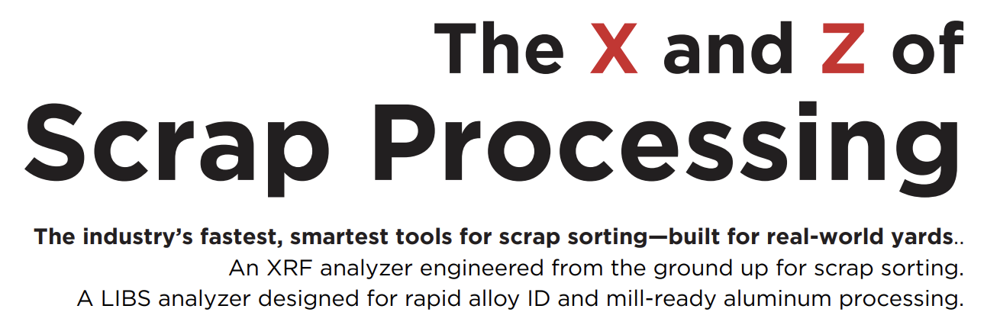 The X and Z of
Scrap Processing
The industry’s fastest, smartest tools for scrap sorting—built for real-world yards..
An XRF analyzer engineered from the ground up for scrap sorting.
A LIBS analyzer designed for rapid alloy ID and mill-ready aluminum processing.